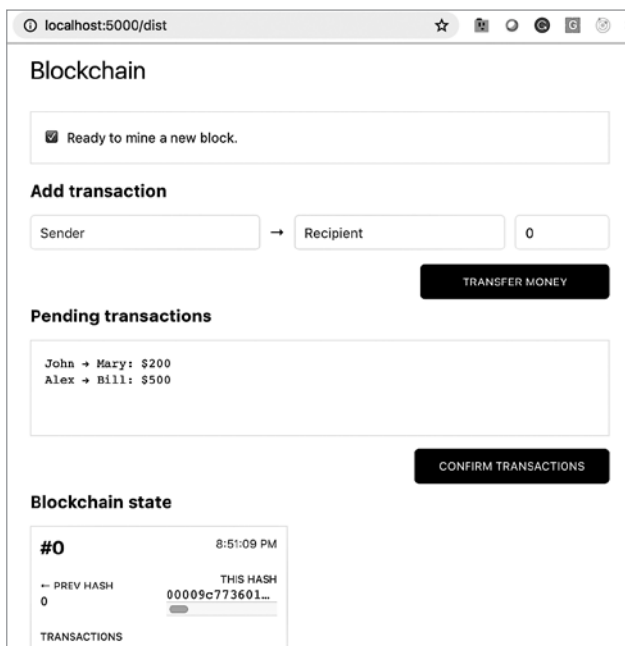 localhost:5000/dist
Blockchain
Ready to mine a new block.
Add transaction
Sender → Recipient 0
TRANSFER MONEY
Pending transactions
John → Mary: $200
Alex → Bill: $500
CONFIRM TRANSACTIONS
Blockchain state
#0 8:51:09 PM
← PREV HASH THIS HASH
0 00009c773601…
TRANSACTIONS